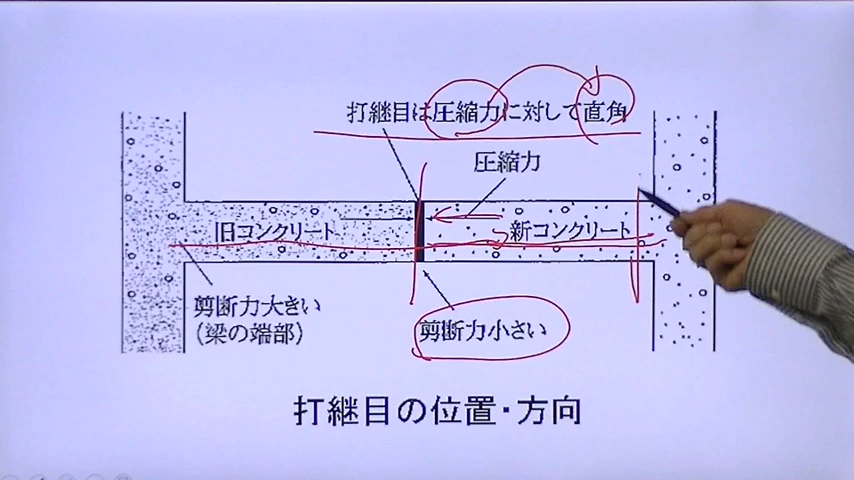 打継目は圧縮力に対して直角
圧縮力
旧コンクリート
新コンクリート
剪断力大きい
(梁の端部)
剪断力小さい
打継目の位置・方向